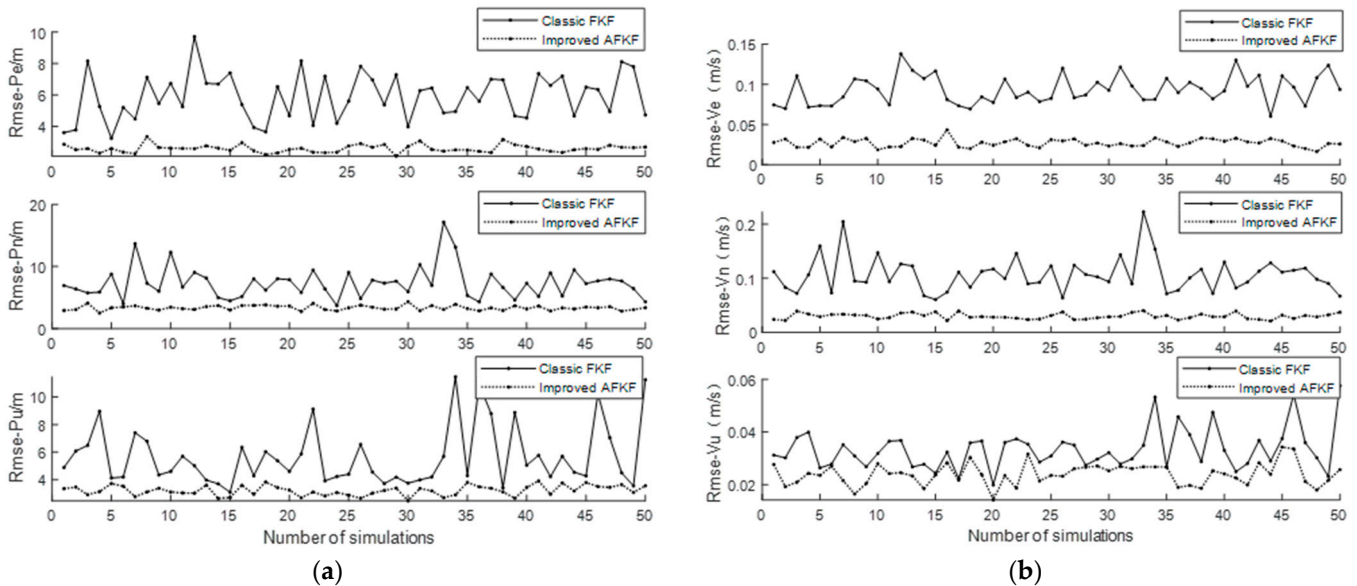 Classic FKF
Improved AFKF
Rmse-Pe/m
10
8
6
4
0 5 10 15 20 25 30 35 40 45 50
Classic FKF
Improved AFKF
Rmse-Pn/m
20
10
0
0 5 10 15 20 25 30 35 40 45 50
Classic FKF
Improved AFKF
Rmse-Pu/m
10
8
6
4
0 5 10 15 20 25 30 35 40 45 50
Number of simulations
(a)
Classic FKF
Improved AFKF
Rmse-Ve (m/s)
0.15
0.1
0.05
0
0 5 10 15 20 25 30 35 40 45 50
Classic FKF
Improved AFKF
Rmse-Vn (m/s)
0.2
0.1
0
0 5 10 15 20 25 30 35 40 45 50
Classic FKF
Improved AFKF
Rmse-Vu (m/s)
0.06
0.04
0.02
0 5 10 15 20 25 30 35 40 45 50
Number of simulations
(b)